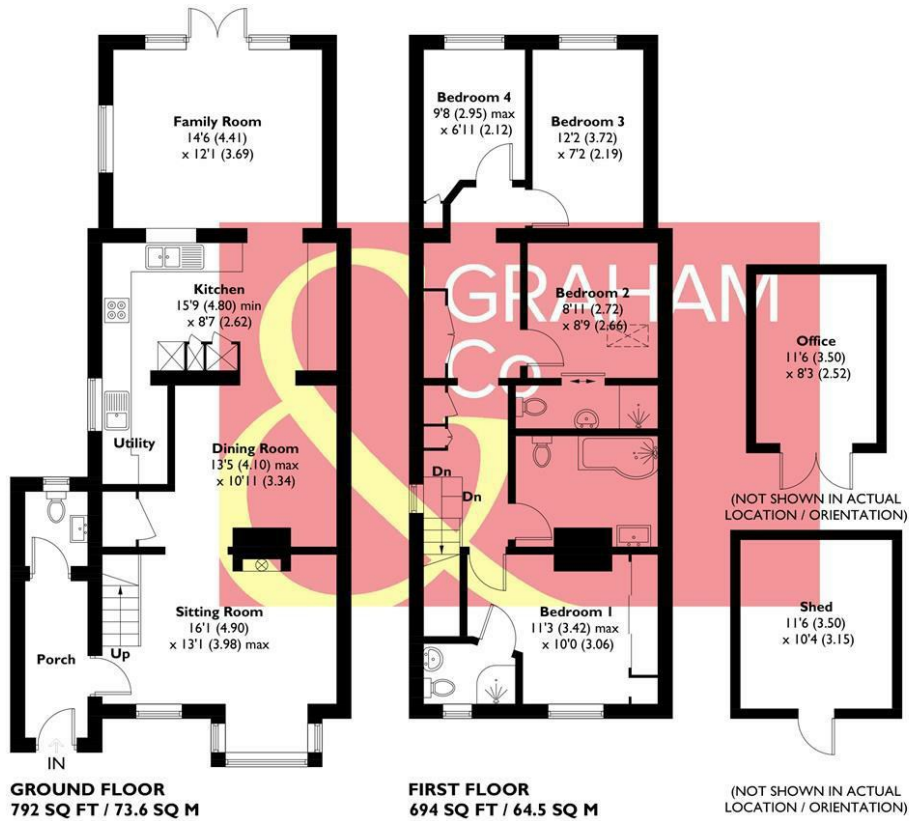 Family Room
14'6 (4.41)
x 12'1 (3.69)
Kitchen
15'9 (4.80) min
x 8'7 (2.62)
Utility
Dining Room
13'5 (4.10) max
x 10'11 (3.34)
Sitting Room
16'1 (4.90)
x 13'1 (3.98) max
Up
Porch
IN
GROUND FLOOR
792 SQ FT / 73.6 SQ M
Bedroom 4
9'8 (2.95) max
x 6'11 (2.12)
Bedroom 3
12'2 (3.72)
x 7'2 (2.19)
Bedroom 2
8'11 (2.72)
x 8'9 (2.66)
Dn
Dn
Bedroom 1
11'3 (3.42) max
x 10'0 (3.06)
FIRST FLOOR
694 SQ FT / 64.5 SQ M
&
GRAHAM
Co
Office
11'6 (3.50)
x 8'3 (2.52)
(NOT SHOWN IN ACTUAL
LOCATION / ORIENTATION)
Shed
11'6 (3.50)
x 10'4 (3.15)
(NOT SHOWN IN ACTUAL
LOCATION / ORIENTATION)